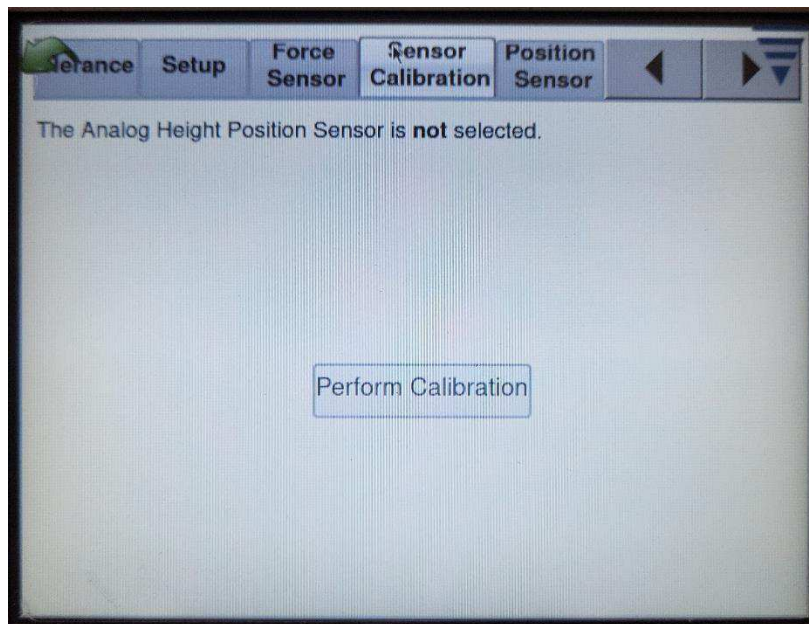 Setup
Force
Sensor
Sensor
Calibration
Position
Sensor
The Analog Height Position Sensor is not selected.
Perform Calibration